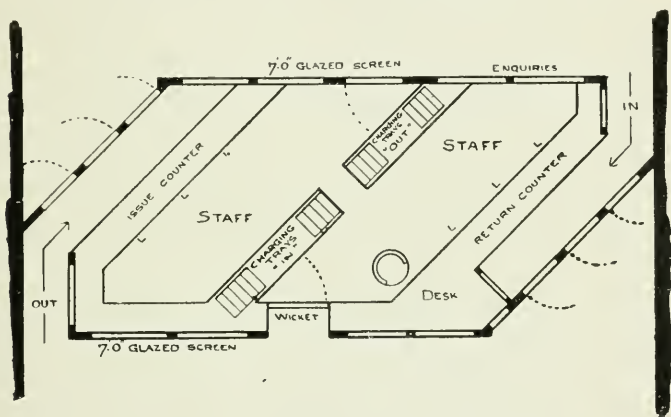 7'.0" GLAZED SCREEN
ENQUIRIES
IN
CHARGING
TRAYS
"OUT"
STAFF
ISSUE COUNTER
RETURN COUNTER
STAFF
CHARGING
TRAYS
"IN"
OUT
WICKET
DESK
7'.0" GLAZED SCREEN